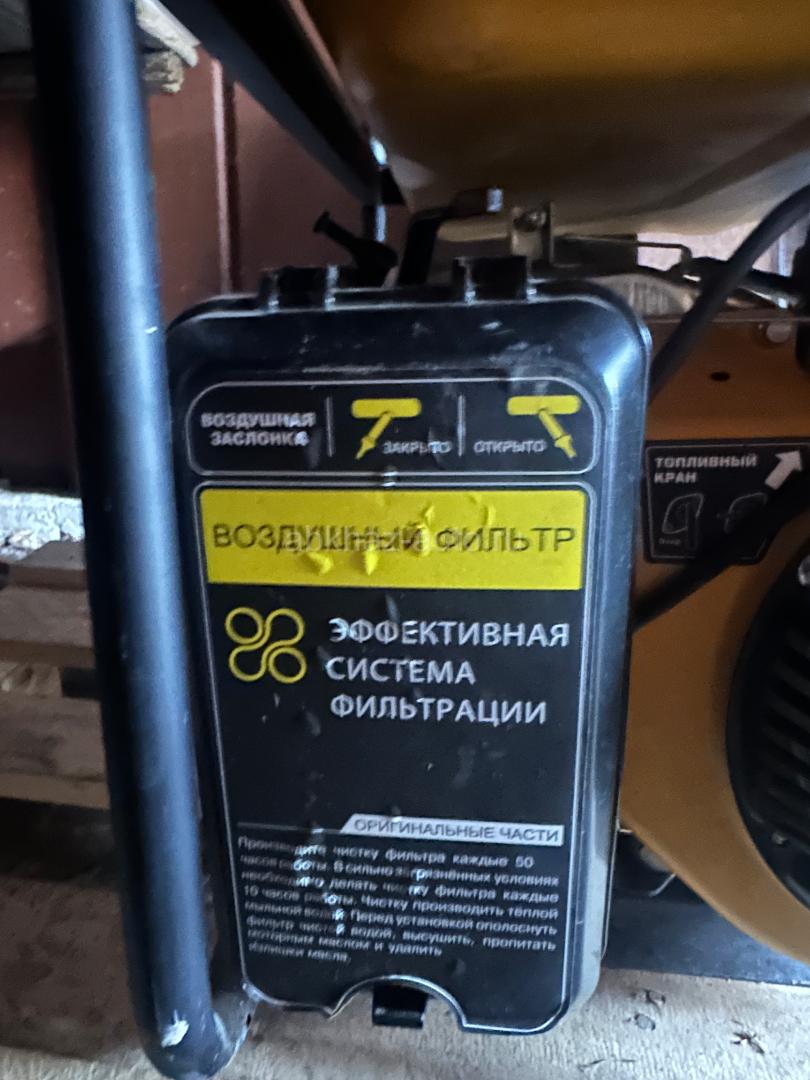 ВОЗДУШНАЯ
ЗАСЛОНКА
ЗАКРЫТО
ОТКРЫТО
ТОПЛИВНЫЙ
КРАН
ВОЗДУШНЫЙ ФИЛЬТР
ЭФФЕКТИВНАЯ
СИСТЕМА
ФИЛЬТРАЦИИ
ОРИГИНАЛЬНЫЕ ЧАСТИ
Производите чистку фильтра каждые 50
часов работы. В сильно загрязнённых условиях
необходимо делать чистку фильтра каждые
10 часов работы. Чистку производить тёплой
мыльной водой. Перед установкой ополоснуть
фильтр чистой водой, высушить, пропитать
моторным маслом и удалить
излишки масла.